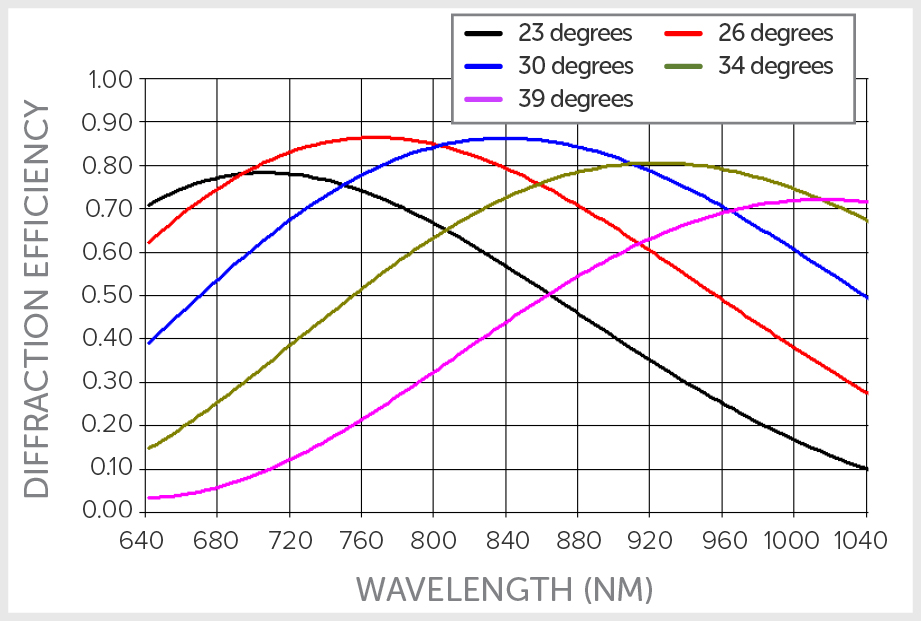 23 degrees 26 degrees
30 degrees 34 degrees
39 degrees
1.00
0.90
0.80
0.70
0.60
0.50
0.40
0.30
0.20
0.10
0.00
DIFFRACTION EFFICIENCY
640 680 720 760 800 840 880 920 960 1000 1040
WAVELENGTH (NM)